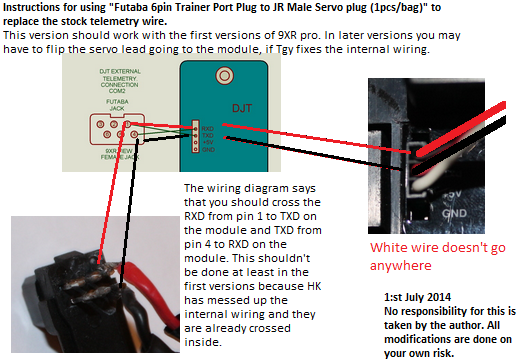 Instructions for using "Futaba 6pin Trainer Port Plug to JR Male Servo plug (1pcs/bag)" to
replace the stock telemetry wire.
This version should work with the first versions of 9XR pro. In later versions you may
have to flip the servo lead going to the module, if Tgy fixes the internal wiring.
DJT EXTERNAL
TELEMETRY
CONNECTION
COM2
FUTABA
JACK
DJT
RXD
TXD
+5V
GND
+5V
GND
The wiring diagram says
that you should cross the
RXD from pin 1 to TXD on
the module and TXD from
pin 4 to RXD on the
module. This shouldn't
be done at least in the
first versions because HK
has messed up the
internal wiring and they
are already crossed
inside.
White wire doesn't go
anywhere
1:st July 2014
No responsibility for this is
taken by the author. All
modifications are done on
your own risk.